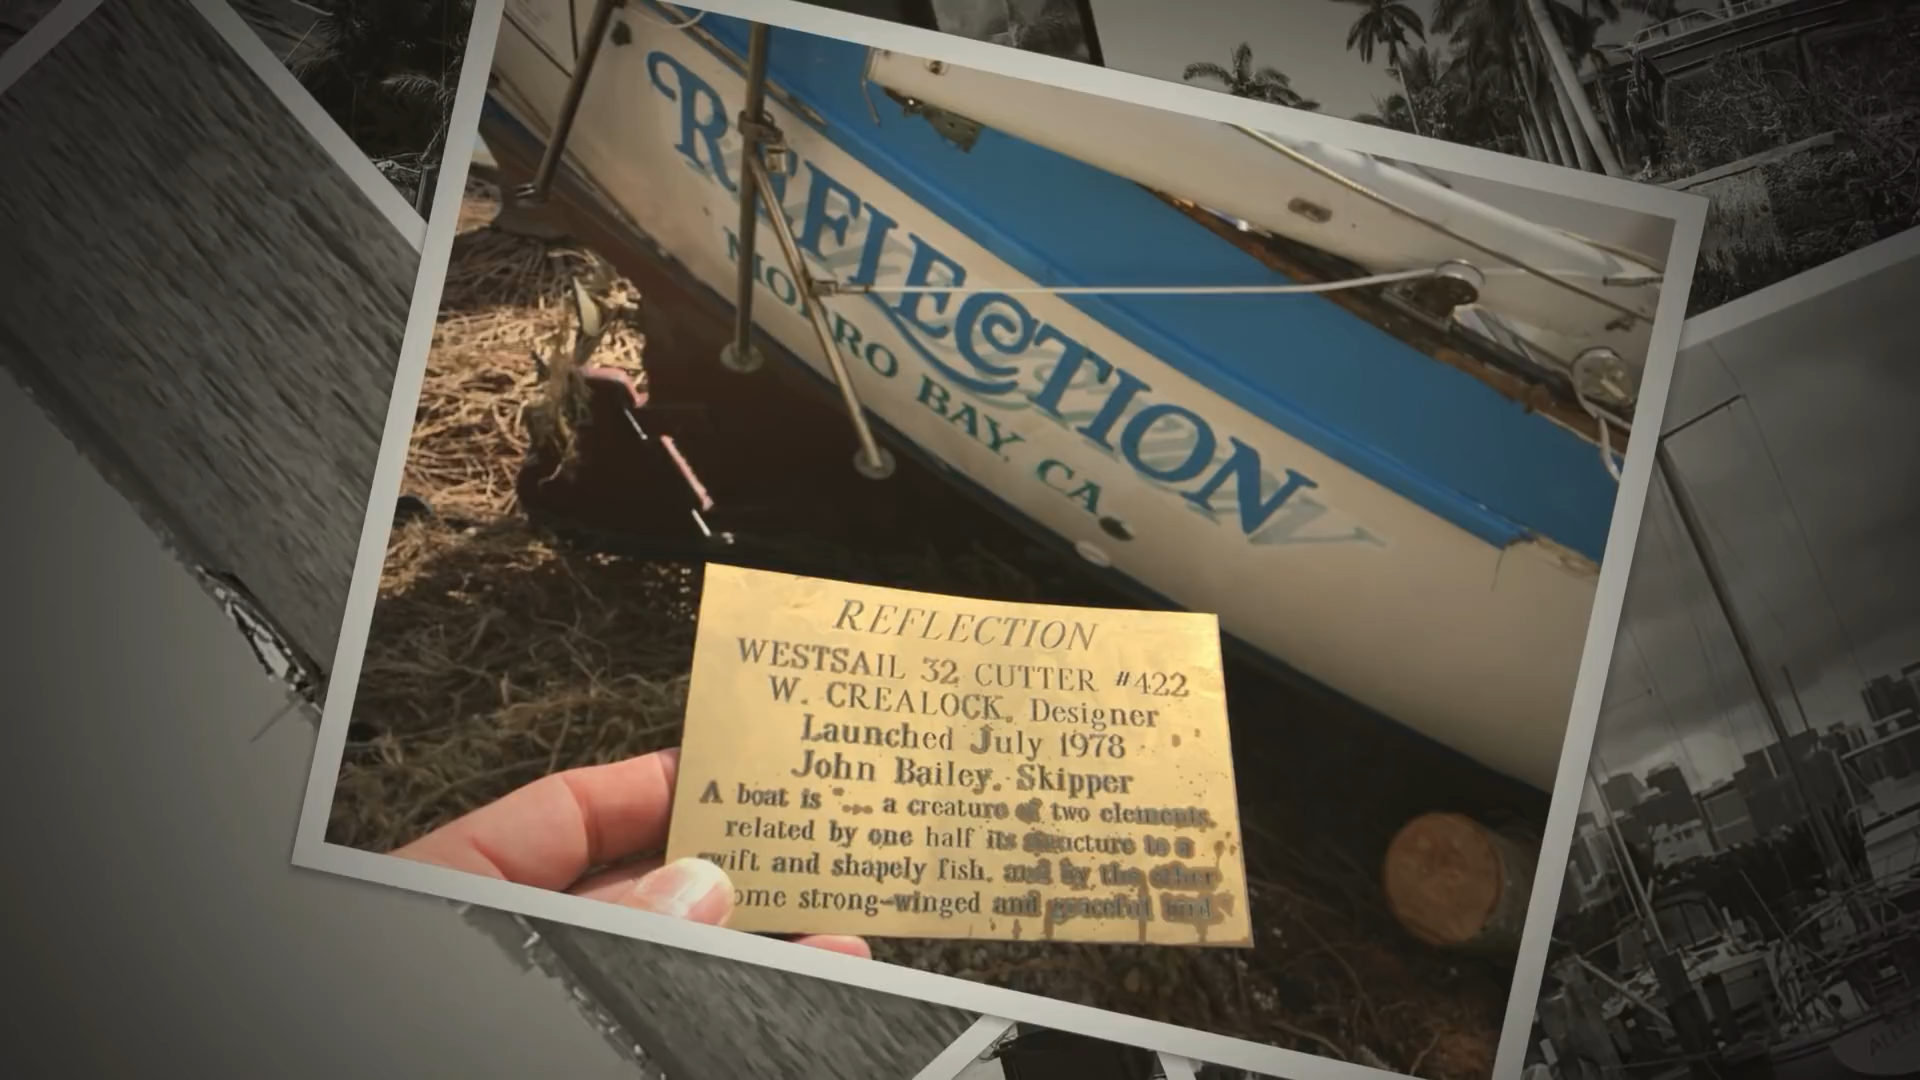 REFLECTION
MORRO BAY, CA
REFLECTION
WESTSAIL 32 CUTTER #422
W. CREALOCK, Designer
Launched July 1978
John Bailey, Skipper
A boat is "... a creature of two elements,
related by one half its structure to a
swift and shapely fish, and by the other
some strong-winged and graceful bird